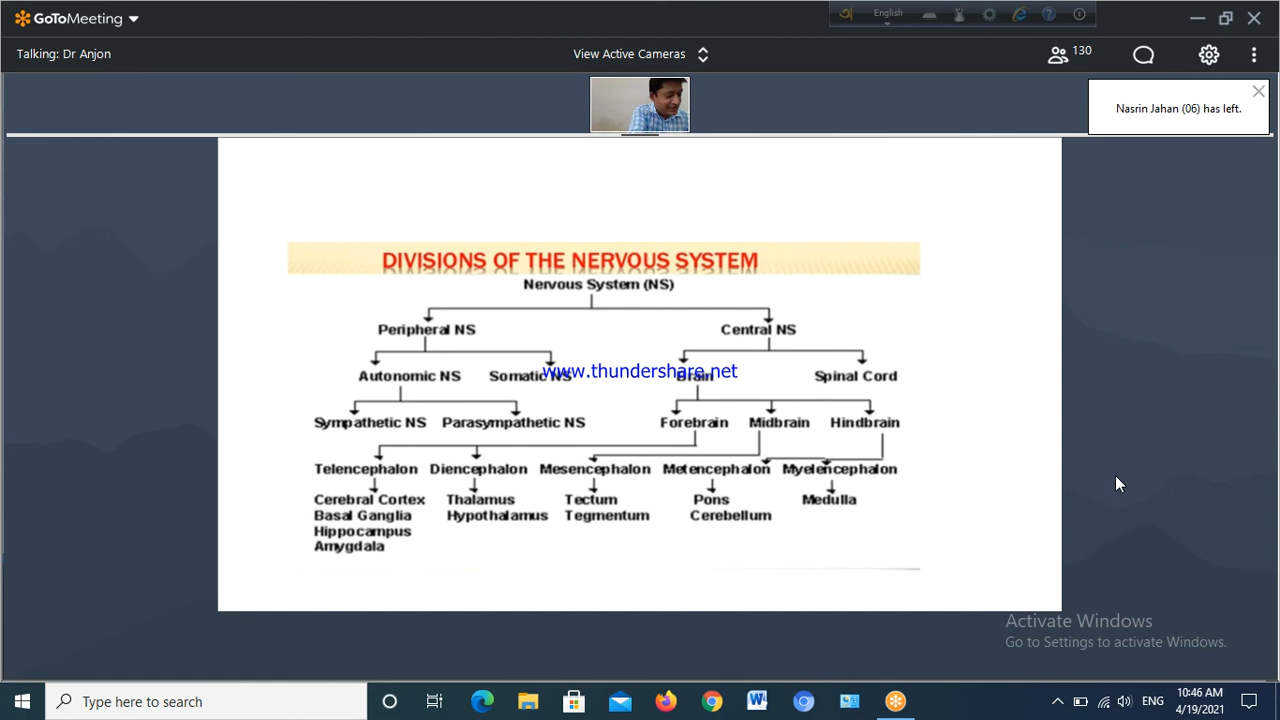 GoToMeeting
English
Talking: Dr Anjon
View Active Cameras
130
Nasrin Jahan (06) has left.
DIVISIONS OF THE NERVOUS SYSTEM
Nervous System (NS)
Peripheral NS Central NS
Autonomic NS Somatic NS Brain Spinal Cord
www.thundershare.net
Sympathetic NS Parasympathetic NS Forebrain Midbrain Hindbrain
Telencephalon Diencephalon Mesencephalon Metencephalon Myelencephalon
Cerebral Cortex Thalamus Tectum Pons Medulla
Basal Ganglia Hypothalamus Tegmentum Cerebellum
Hippocampus
Amygdala
Activate Windows
Go to Settings to activate Windows.
Type here to search
ENG
10:46 AM
4/19/2021